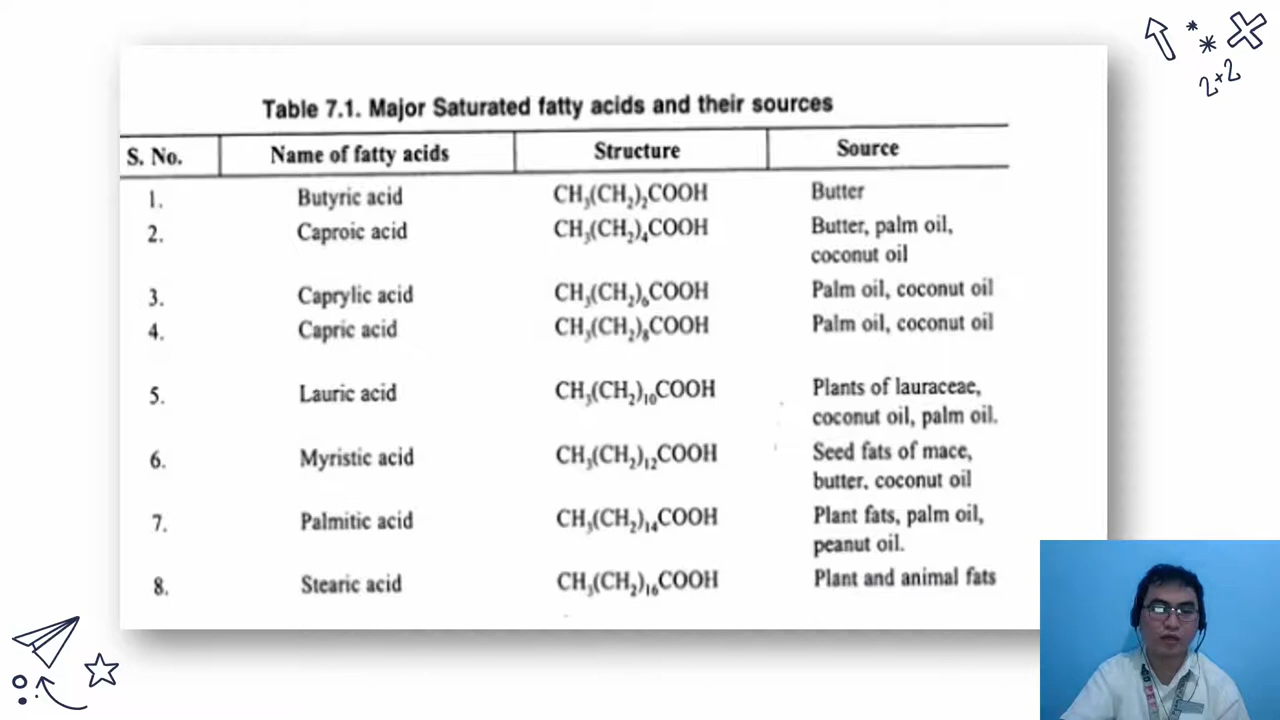 2+2
Table 7.1. Major Saturated fatty acids and their sources
S. No. Name of fatty acids Structure Source
1. Butyric acid CH₃(CH₂)₂COOH Butter
2. Caproic acid CH₃(CH₂)₄COOH Butter, palm oil,
coconut oil
3. Caprylic acid CH₃(CH₂)₆COOH Palm oil, coconut oil
4. Capric acid CH₃(CH₂)₈COOH Palm oil, coconut oil
5. Lauric acid CH₃(CH₂)₁₀COOH Plants of lauraceae,
coconut oil, palm oil.
6. Myristic acid CH₃(CH₂)₁₂COOH Seed fats of mace,
butter, coconut oil
7. Palmitic acid CH₃(CH₂)₁₄COOH Plant fats, palm oil,
peanut oil.
8. Stearic acid CH₃(CH₂)₁₆COOH Plant and animal fats